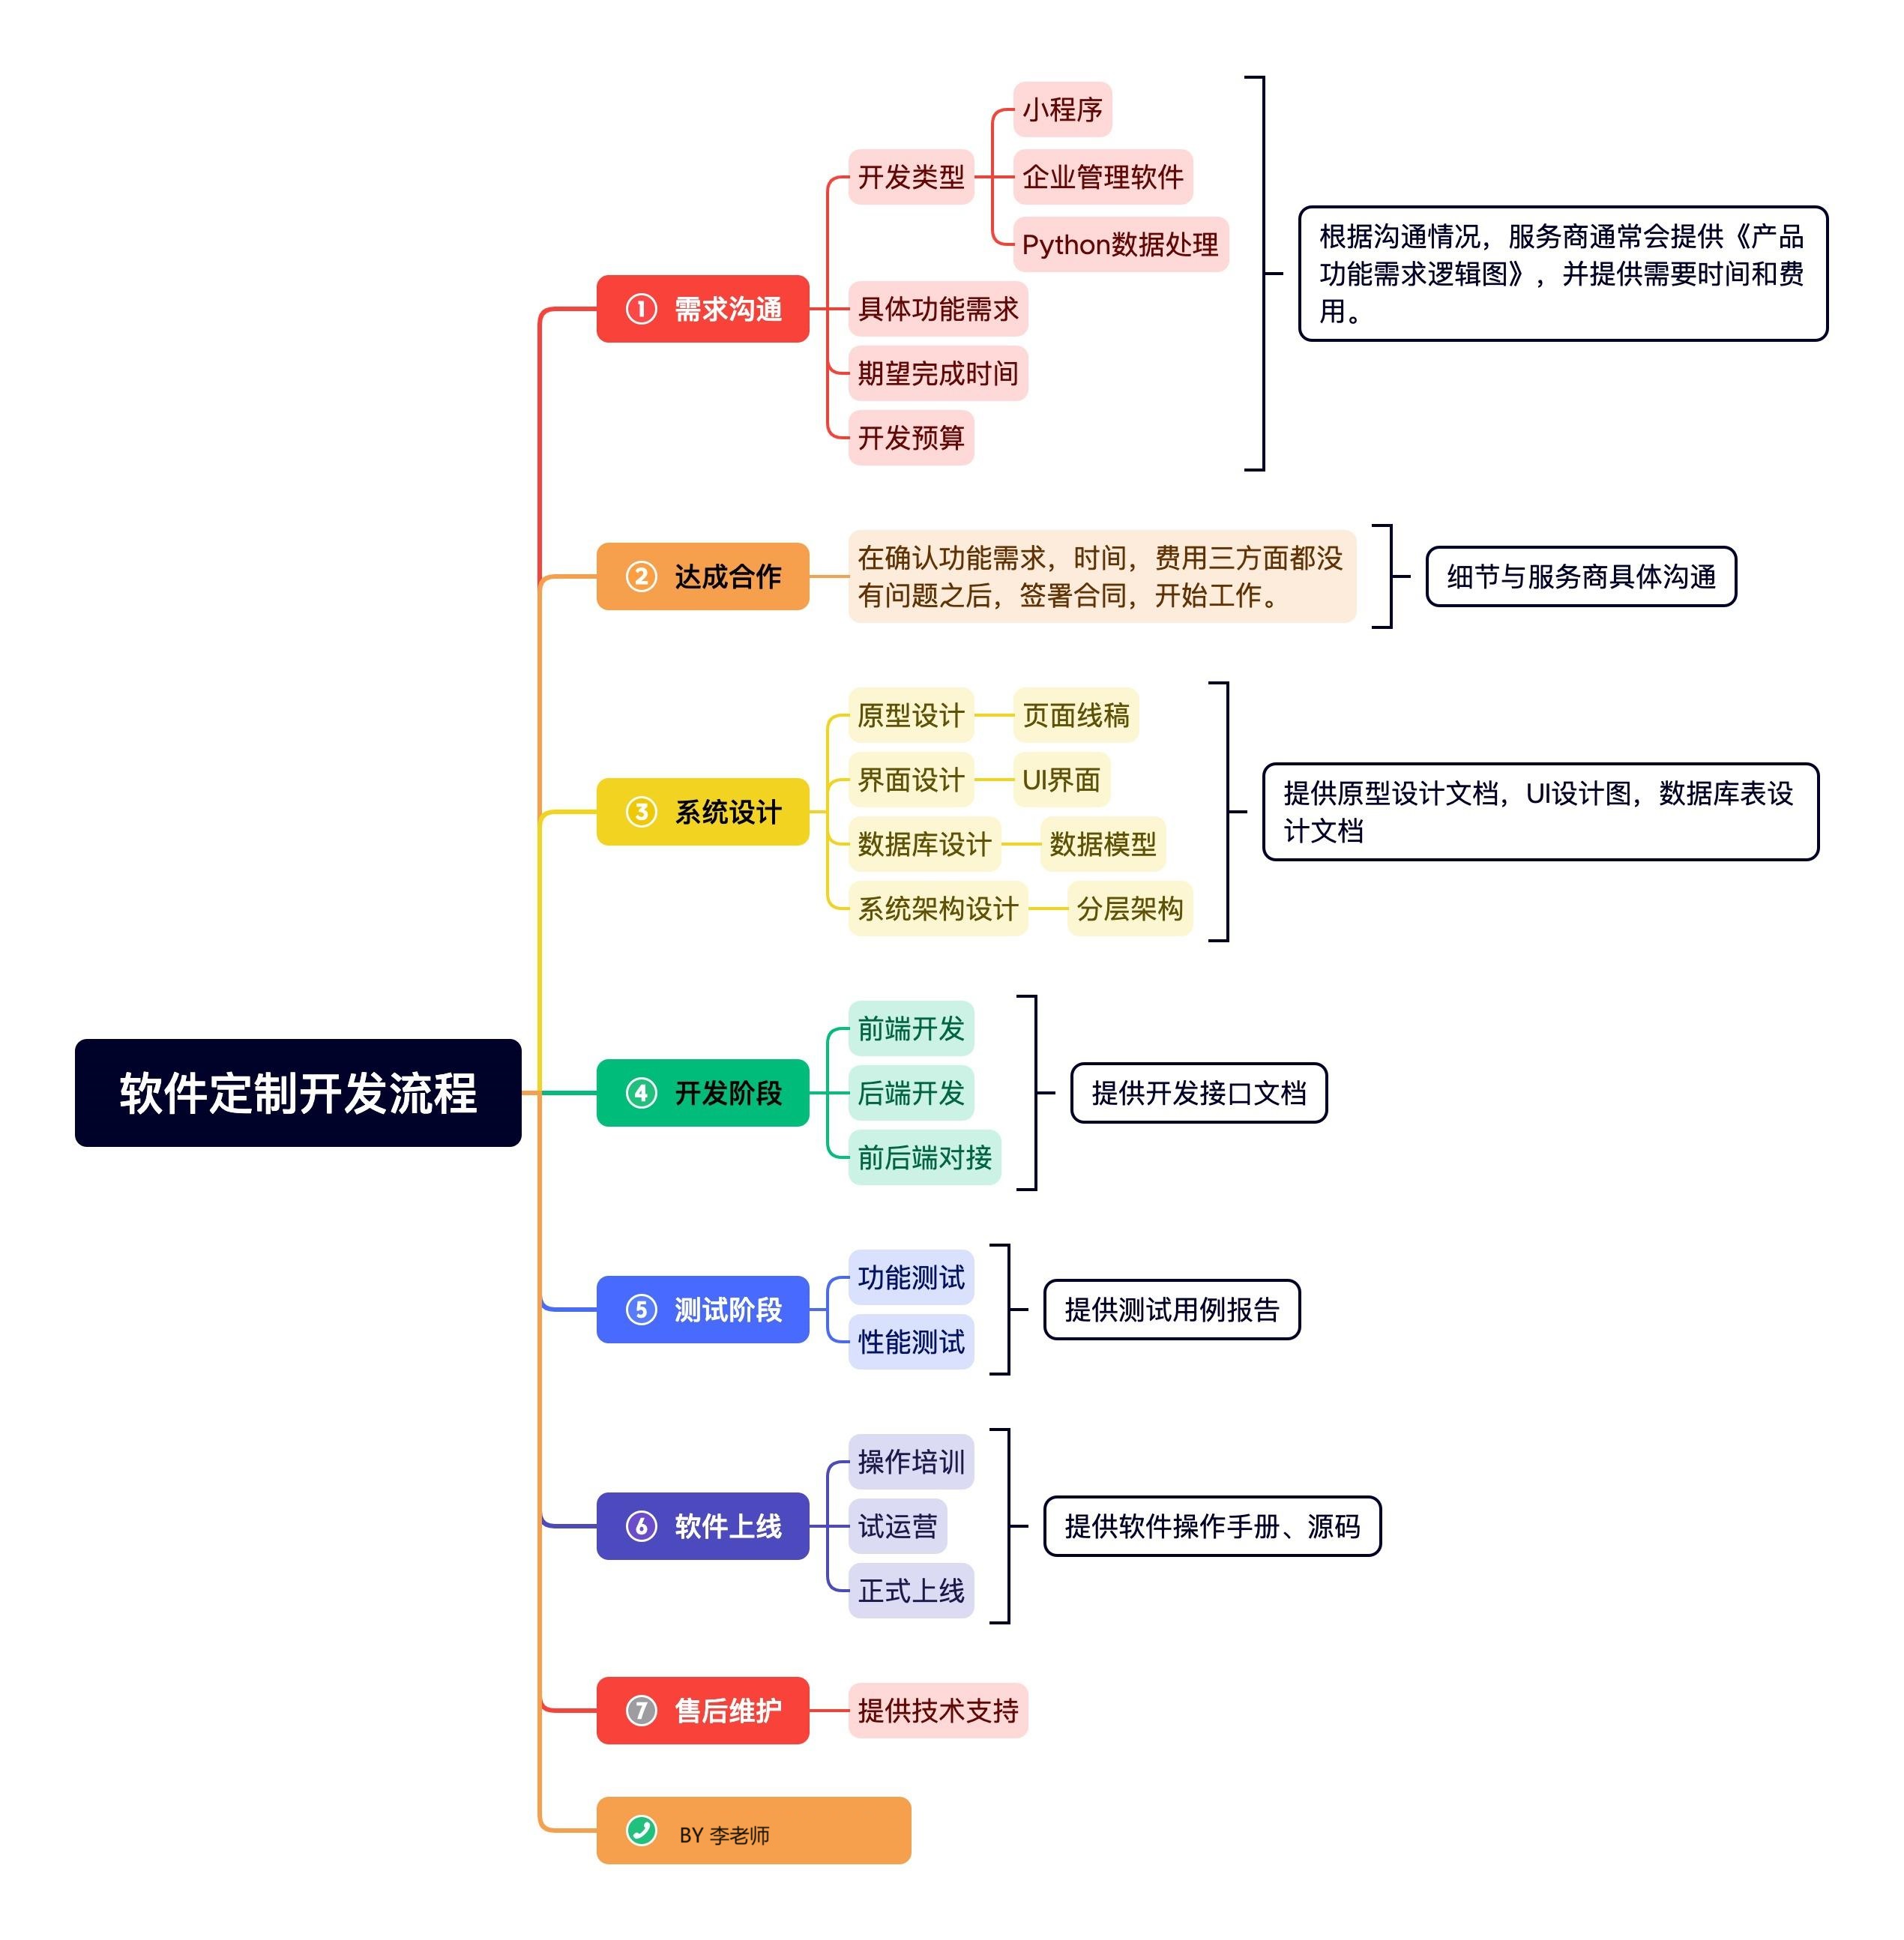 软件定制开发流程
① 需求沟通
开发类型
小程序
企业管理软件
Python数据处理
具体功能需求
期望完成时间
开发预算
根据沟通情况，服务商通常会提供《产品
功能需求逻辑图》，并提供需要时间和费
用。
② 达成合作
在确认功能需求，时间，费用三方面都没
有问题之后，签署合同，开始工作。
细节与服务商具体沟通
③ 系统设计
原型设计
页面线稿
界面设计
UI界面
数据库设计
数据模型
系统架构设计
分层架构
提供原型设计文档，UI设计图，数据库表设
计文档
④ 开发阶段
前端开发
后端开发
前后端对接
提供开发接口文档
⑤ 测试阶段
功能测试
性能测试
提供测试用例报告
⑥ 软件上线
操作培训
试运营
正式上线
提供软件操作手册、源码
⑦ 售后维护
提供技术支持
BY 李老师